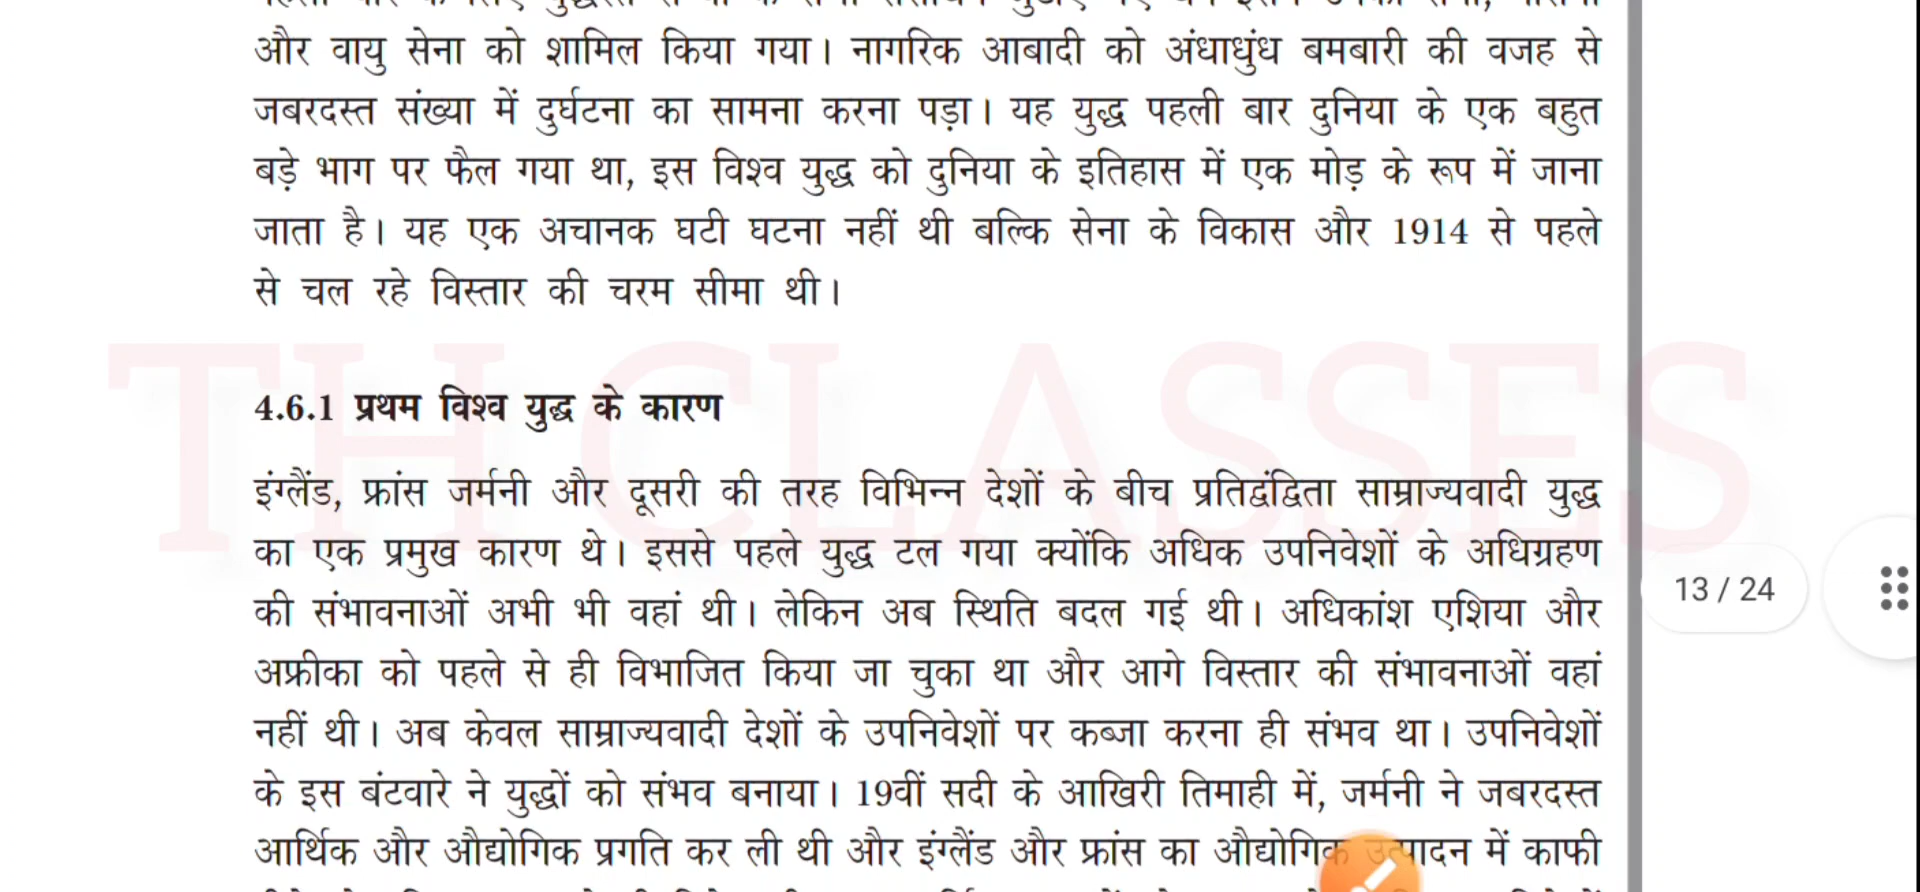 और वायु सेना को शामिल किया गया। नागरिक आबादी को अंधाधुंध बमबारी की वजह से
जबरदस्त संख्या में दुर्घटना का सामना करना पड़ा। यह युद्ध पहली बार दुनिया के एक बहुत
बड़े भाग पर फैल गया था, इस विश्व युद्ध को दुनिया के इतिहास में एक मोड़ के रूप में जाना
जाता है। यह एक अचानक घटी घटना नहीं थी बल्कि सेना के विकास और 1914 से पहले
से चल रहे विस्तार की चरम सीमा थी।
TH CLASSES
4.6.1 प्रथम विश्व युद्ध के कारण
इंग्लैंड, फ्रांस जर्मनी और दूसरी की तरह विभिन्न देशों के बीच प्रतिद्वंद्विता साम्राज्यवादी युद्ध
का एक प्रमुख कारण थे। इससे पहले युद्ध टल गया क्योंकि अधिक उपनिवेशों के अधिग्रहण
की संभावनाओं अभी भी वहां थी। लेकिन अब स्थिति बदल गई थी। अधिकांश एशिया और
13 / 24
अफ्रीका को पहले से ही विभाजित किया जा चुका था और आगे विस्तार की संभावनाओं वहां
नहीं थी। अब केवल साम्राज्यवादी देशों के उपनिवेशों पर कब्जा करना ही संभव था। उपनिवेशों
के इस बंटवारे ने युद्धों को संभव बनाया। 19वीं सदी के आखिरी तिमाही में, जर्मनी ने जबरदस्त
आर्थिक और औद्योगिक प्रगति कर ली थी और इंग्लैंड और फ्रांस का औद्योगिक उत्पादन में काफी